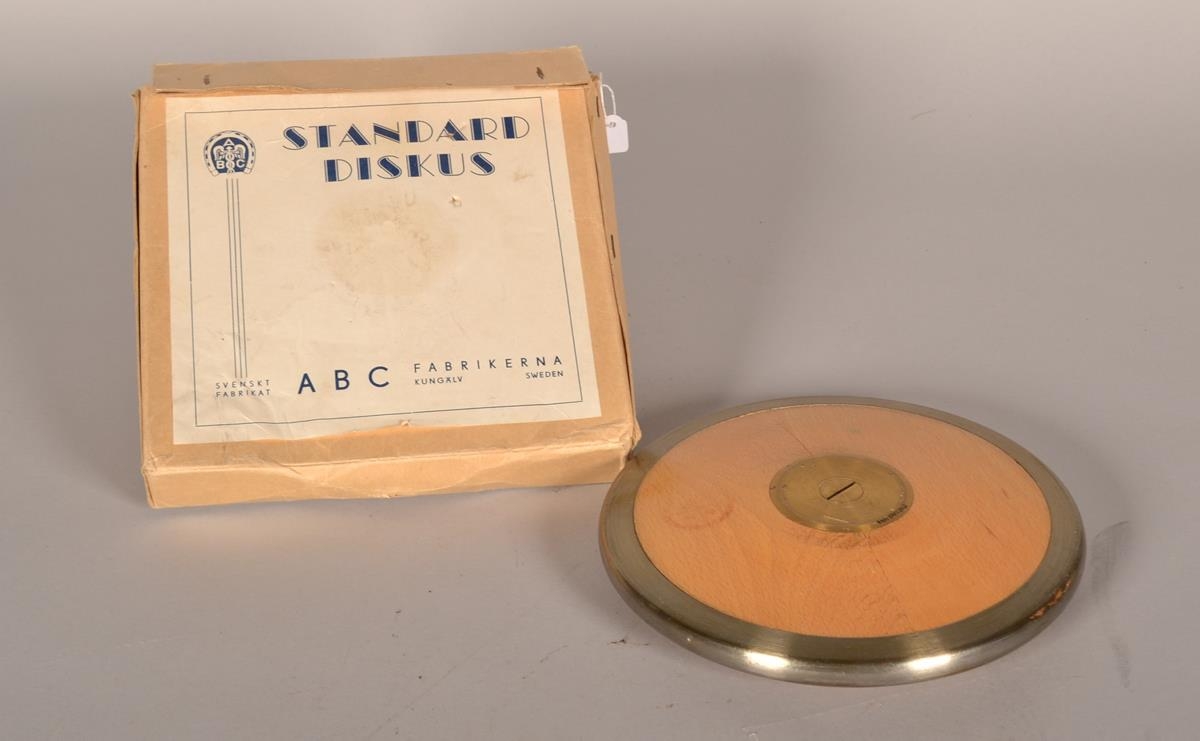 STANDARD
DISKUS
A
B C
SVENSKT
FABRIKAT
ABC
FABRIKERNA
KUNGÄLV SWEDEN